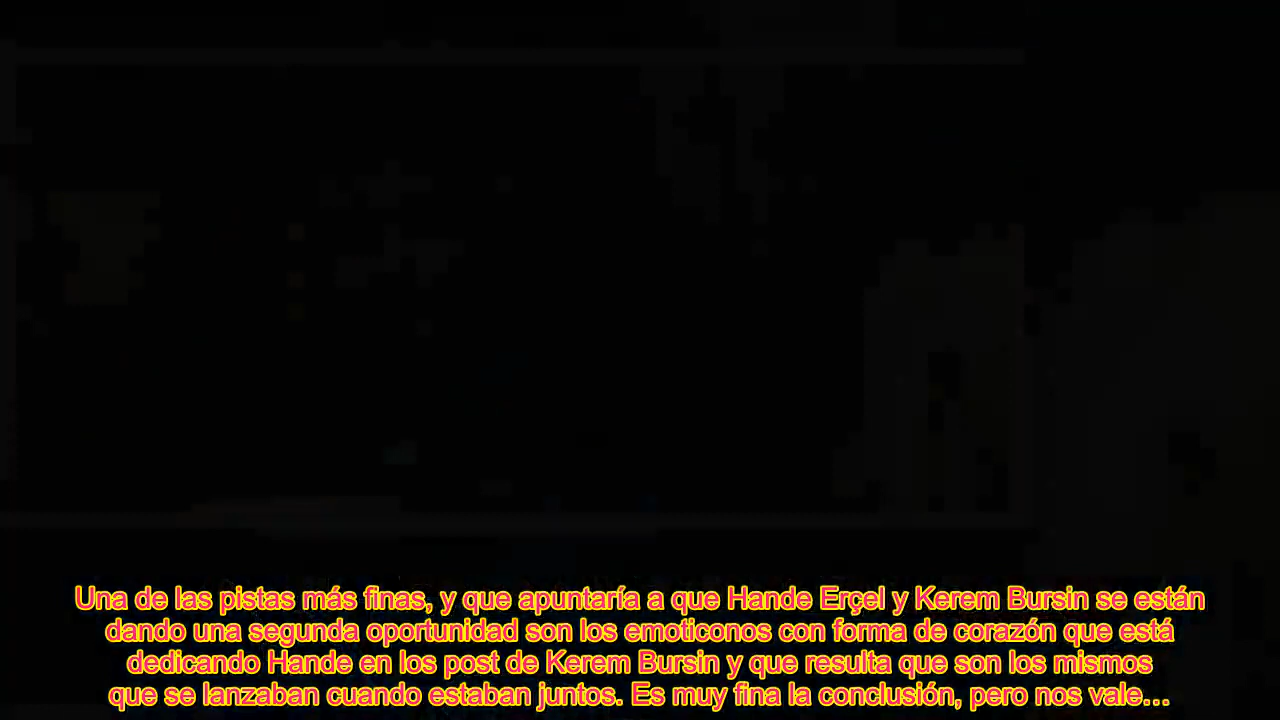 Una de las pistas más finas, y que apuntaría a que Hande Erçel y Kerem Bursin se están
dando una segunda oportunidad son los emoticonos con forma de corazón que está
dedicando Hande en los post de Kerem Bursin y que resulta que son los mismos
que se lanzaban cuando estaban juntos. Es muy fina la conclusión, pero nos vale...